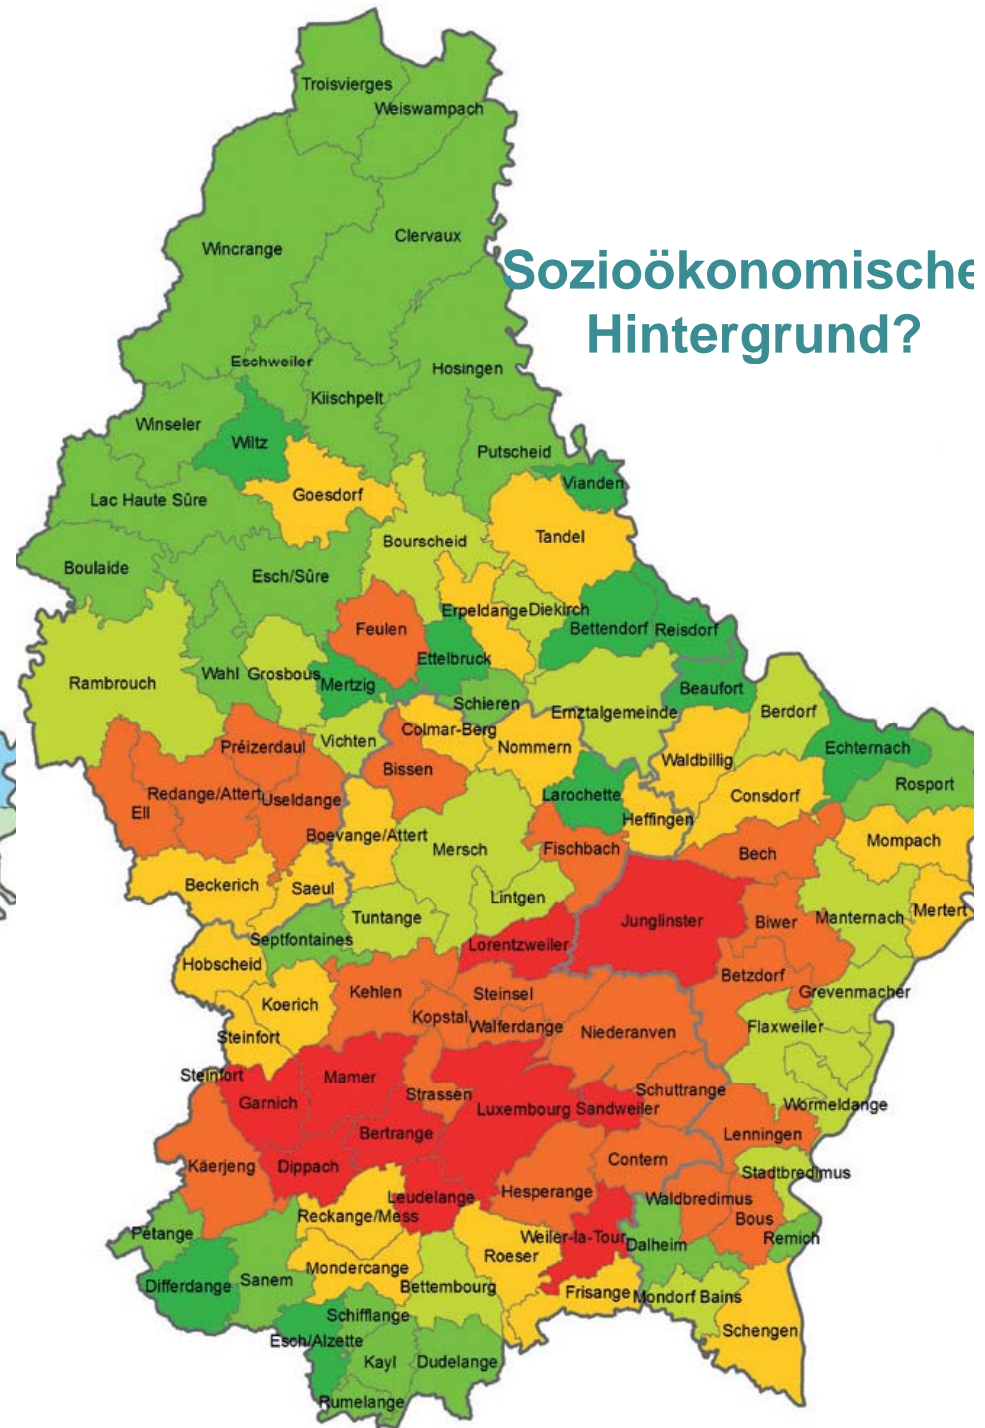 Troisvierges
Weiswampach
Clervaux
Wincrange
Sozioökonomische
Hintergrund?
Eschweiler
Hosingen
Kiischpelt
Winseler
Wiltz
Putscheid
Vianden
Goesdorf
Lac Haute Sûre
Tandel
Bourscheid
Boulaide
Esch/Sûre
Erpeldange
Diekirch
Feulen
Bettendorf
Reisdorf
Ettelbruck
Wahl
Grosbous
Rambrouch
Mertzig
Beaufort
Schieren
Ernztalgemeinde
Berdorf
Colmar-Berg
Vichten
Préizerdaul
Nommern
Echternach
Waldbillig
Bissen
Rosport
Redange/Attert
Useldange
Larochette
Consdorf
Ell
Heffingen
Boevange/Attert
Mersch
Fischbach
Bech
Mompach
Beckerich
Saeul
Lintgen
Mertert
Tuntange
Junglinster
Biwer
Manternach
Septfontaines
Lorentzweiler
Hobscheid
Betzdorf
Kehlen
Steinsel
Grevenmacher
Koerich
Kopstal
Walferdange
Niederanven
Flaxweiler
Steinfort
Steinfort
Mamer
Strassen
Schuttrange
Garnich
Luxembourg
Sandweiler
Wormeldange
Bertrange
Lenningen
Käerjeng
Dippach
Contern
Stadtbredimus
Leudelange
Hesperange
Waldbredimus
Reckange/Mess
Bous
Pétange
Weiler-la-Tour
Dalheim
Remich
Roeser
Mondercange
Differdange
Sanem
Bettembourg
Frisange
Mondorf Bains
Schifflange
Schengen
Esch/Alzette
Kayl
Dudelange
Rumelange